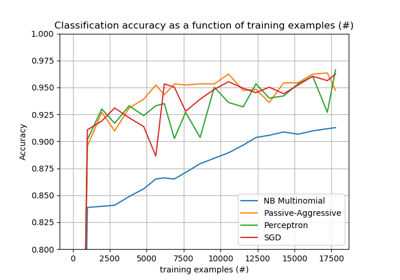 Classification accuracy as a function of training examples (#)
1.000
0.975
0.950
0.925
0.900
0.875
0.850
0.825
0.800
Accuracy
NB Multinomial
Passive-Aggressive
Perceptron
SGD
0 2500 5000 7500 10000 12500 15000 17500
training examples (#)